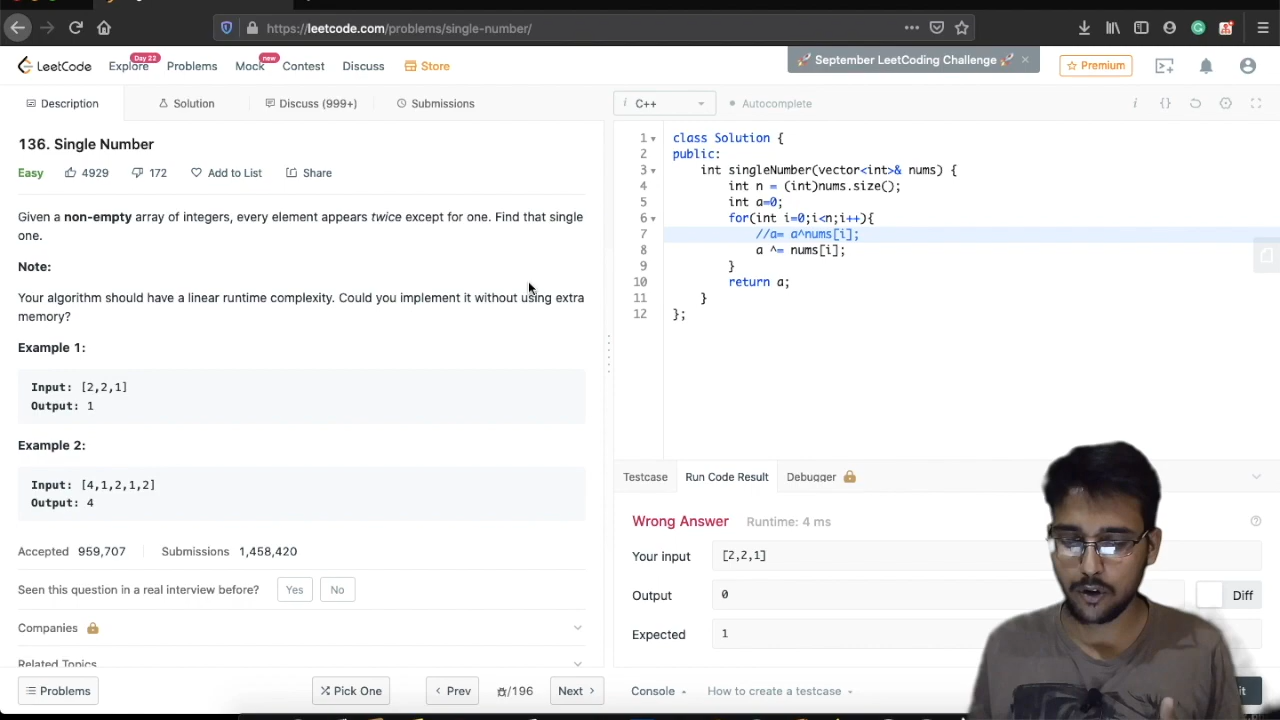 https://leetcode.com/problems/single-number/
LeetCode
Explore
Day 22
Problems
Mock
new
Contest
Discuss
Store
🚀 September LeetCoding Challenge 🚀 ×
Premium
Description
Solution
Discuss (999+)
Submissions
i C++
Autocomplete
136. Single Number
Easy 4929 172 Add to List Share
Given a non-empty array of integers, every element appears twice except for one. Find that single
one.
Note:
Your algorithm should have a linear runtime complexity. Could you implement it without using extra
memory?
Example 1:
Input: [2,2,1]
Output: 1
Example 2:
Input: [4,1,2,1,2]
Output: 4
Accepted 959,707 Submissions 1,458,420
Seen this question in a real interview before? Yes No
Companies
Related Topics
Problems
Pick One
Prev
/196
Next
1 class Solution {
2 public:
3 int singleNumber(vector<int>& nums) {
4 int n = (int)nums.size();
5 int a=0;
6 for(int i=0;i<n;i++){
7 //a= a^nums[i];
8 a ^= nums[i];
9 }
10 return a;
11 }
12 };
Testcase
Run Code Result
Debugger
Wrong Answer Runtime: 4 ms
Your input [2,2,1]
Output 0 Diff
Expected 1
Console
How to create a testcase